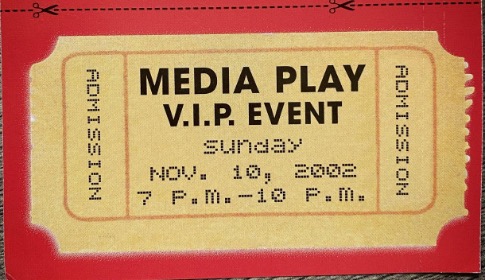 ADMISSION
MEDIA PLAY
V.I.P. EVENT
sunday
NOV. 10, 2002
7 P.M.-10 P.M.
ADMISSION